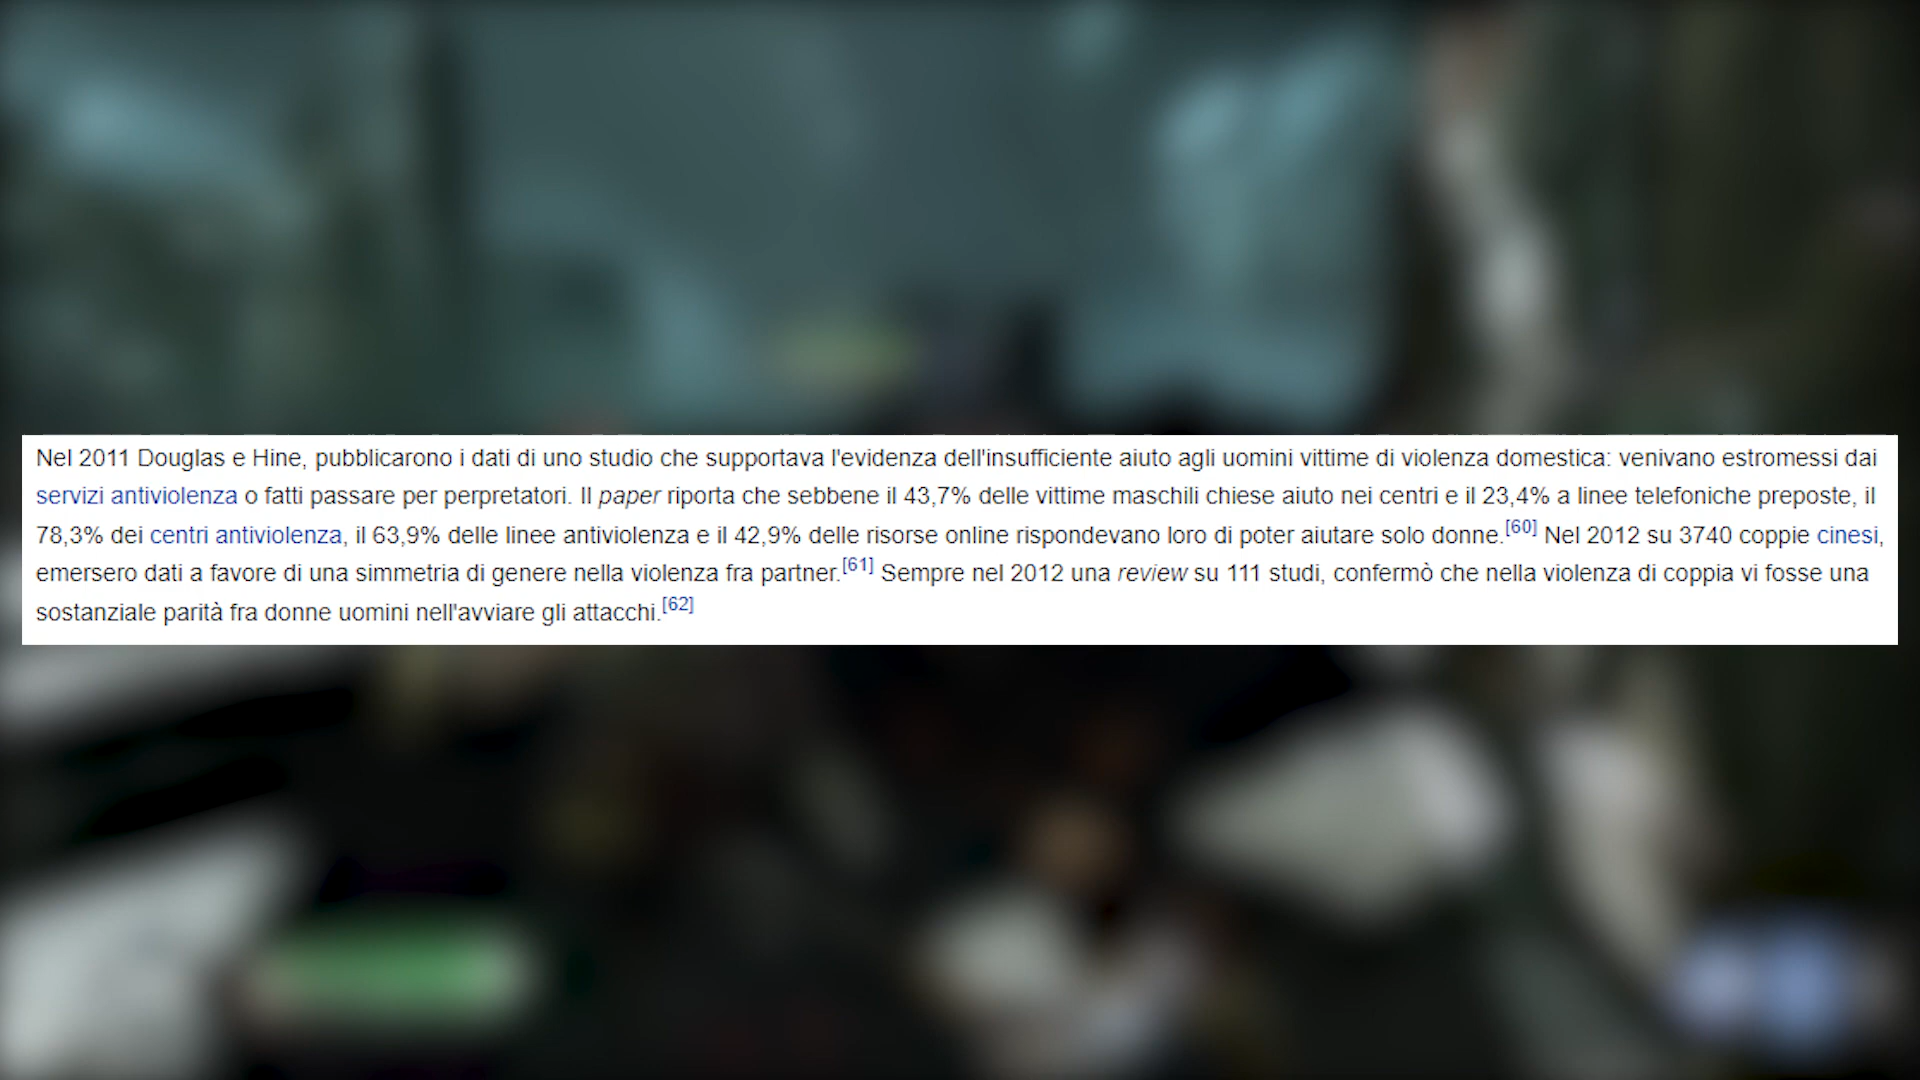 Nel 2011 Douglas e Hine, pubblicarono i dati di uno studio che supportava l'evidenza dell'insufficiente aiuto agli uomini vittime di violenza domestica: venivano estromessi dai
servizi antiviolenza o fatti passare per perpretatori. Il paper riporta che sebbene il 43,7% delle vittime maschili chiese aiuto nei centri e il 23,4% a linee telefoniche preposte, il
78,3% dei centri antiviolenza, il 63,9% delle linee antiviolenza e il 42,9% delle risorse online rispondevano loro di poter aiutare solo donne.[60] Nel 2012 su 3740 coppie cinesi,
emersero dati a favore di una simmetria di genere nella violenza fra partner.[61] Sempre nel 2012 una review su 111 studi, confermò che nella violenza di coppia vi fosse una
sostanziale parità fra donne uomini nell'avviare gli attacchi.[62]